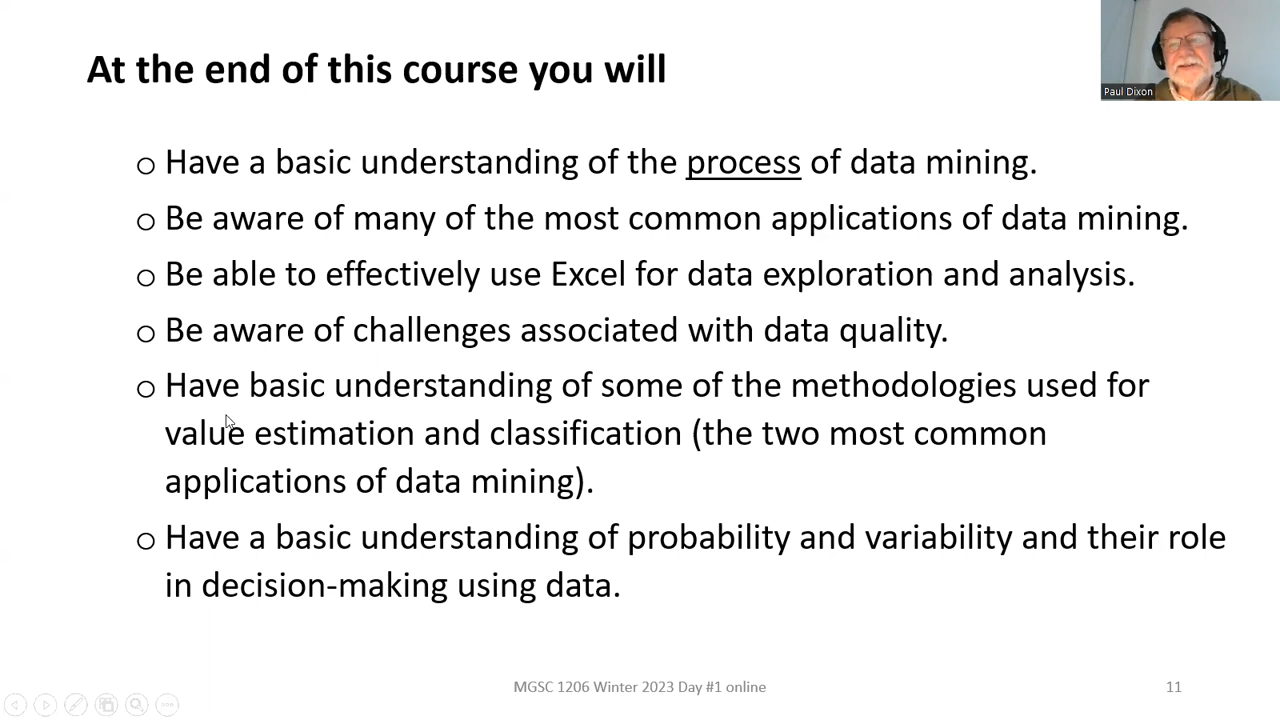 At the end of this course you will
Paul Dixon
o Have a basic understanding of the process of data mining.
o Be aware of many of the most common applications of data mining.
o Be able to effectively use Excel for data exploration and analysis.
o Be aware of challenges associated with data quality.
o Have basic understanding of some of the methodologies used for
value estimation and classification (the two most common
applications of data mining).
o Have a basic understanding of probability and variability and their role
in decision-making using data.
MGSC 1206 Winter 2023 Day #1 online
11